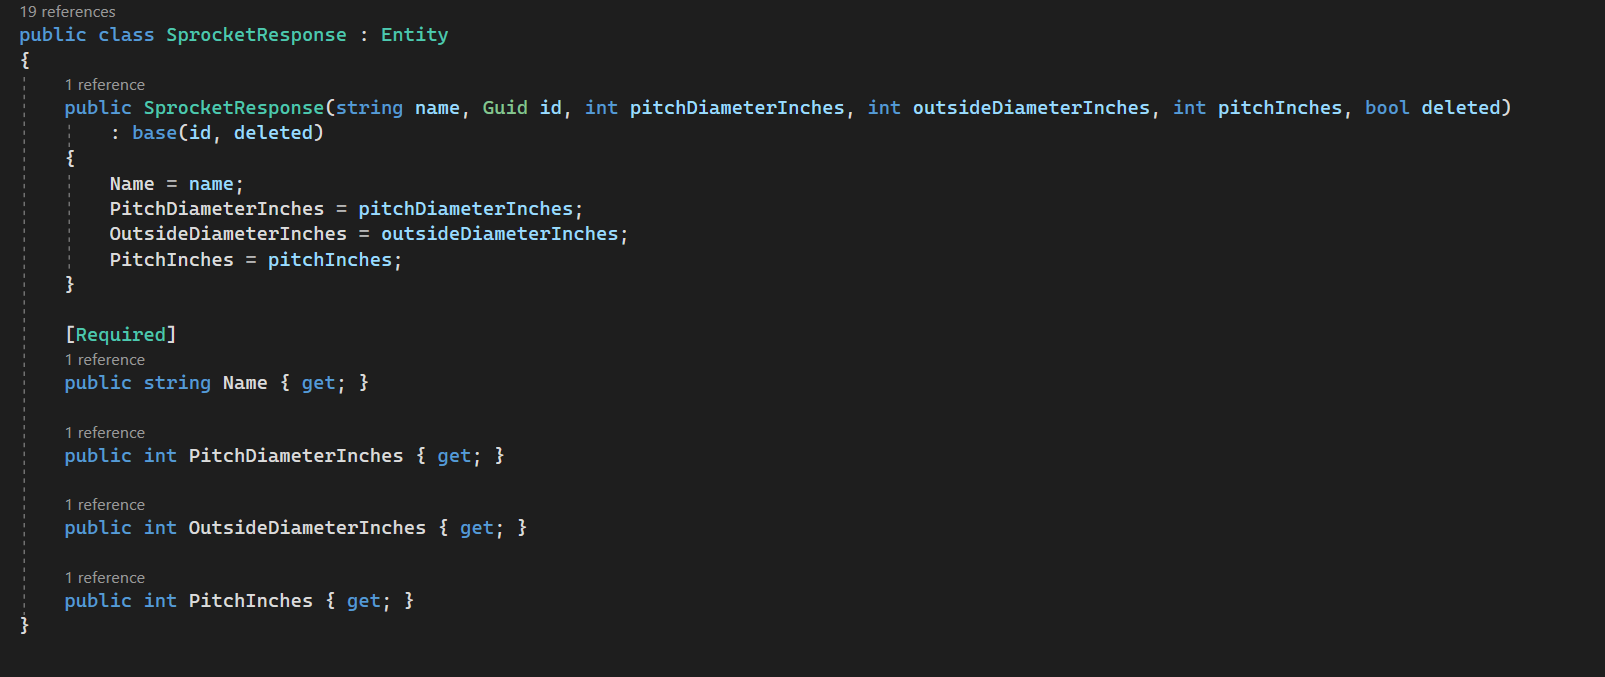 19 references
public class SprocketResponse : Entity
{
1 reference
public SprocketResponse(string name, Guid id, int pitchDiameterInches, int outsideDiameterInches, int pitchInches, bool deleted)
: base(id, deleted)
{
Name = name;
PitchDiameterInches = pitchDiameterInches;
OutsideDiameterInches = outsideDiameterInches;
PitchInches = pitchInches;
}
[Required]
1 reference
public string Name { get; }
1 reference
public int PitchDiameterInches { get; }
1 reference
public int OutsideDiameterInches { get; }
1 reference
public int PitchInches { get; }
}